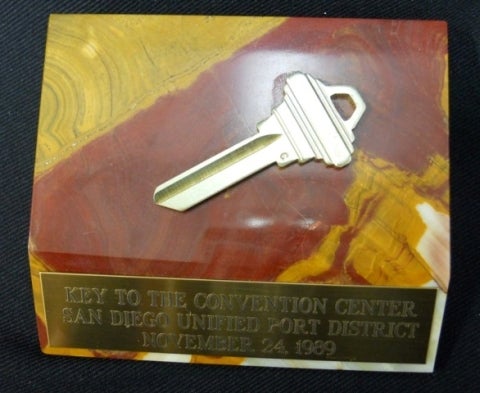 KEY TO THE CONVENTION CENTER
SAN DIEGO UNIFIED PORT DISTRICT
NOVEMBER 24, 1989